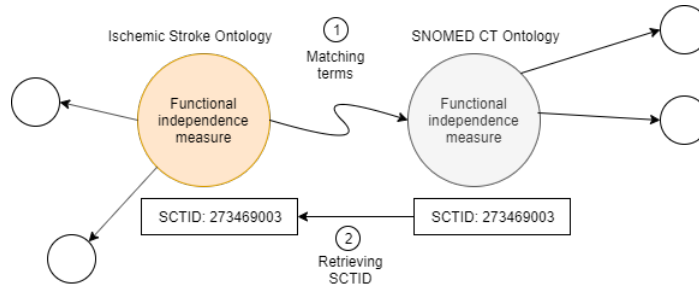 Ischemic Stroke Ontology
1
Matching
terms
SNOMED CT Ontology
Functional
independence
measure
Functional
independence
measure
SCTID: 273469003
SCTID: 273469003
2
Retrieving
SCTID